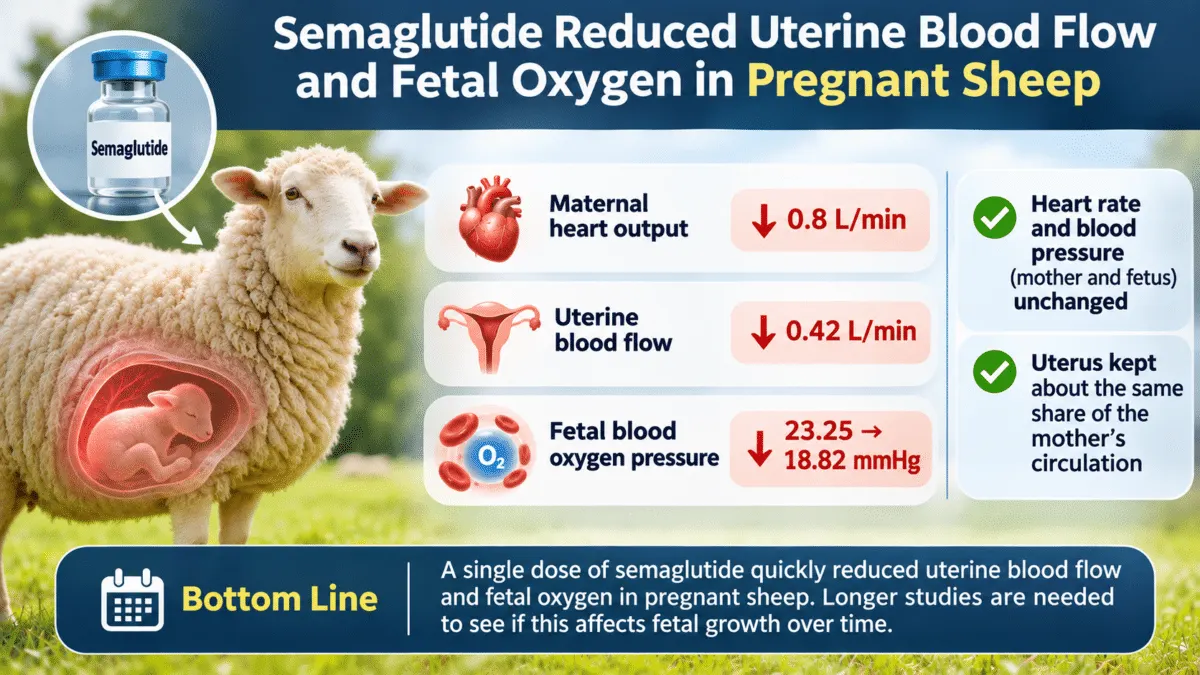 Semaglutide Reduced Uterine Blood Flow
and Fetal Oxygen in Pregnant Sheep
Semaglutide
Maternal
heart output
↓ 0.8 L/min
Uterine
blood flow
↓ 0.42 L/min
Fetal blood
oxygen pressure
O₂
↓ 23.25 →
18.82 mmHg
Heart rate
and blood
pressure
(mother and fetus)
unchanged
Uterus kept
about the same
share of the
mother's
circulation
Bottom Line
A single dose of semaglutide quickly reduced uterine blood flow
and fetal oxygen in pregnant sheep. Longer studies are needed
to see if this affects fetal growth over time.